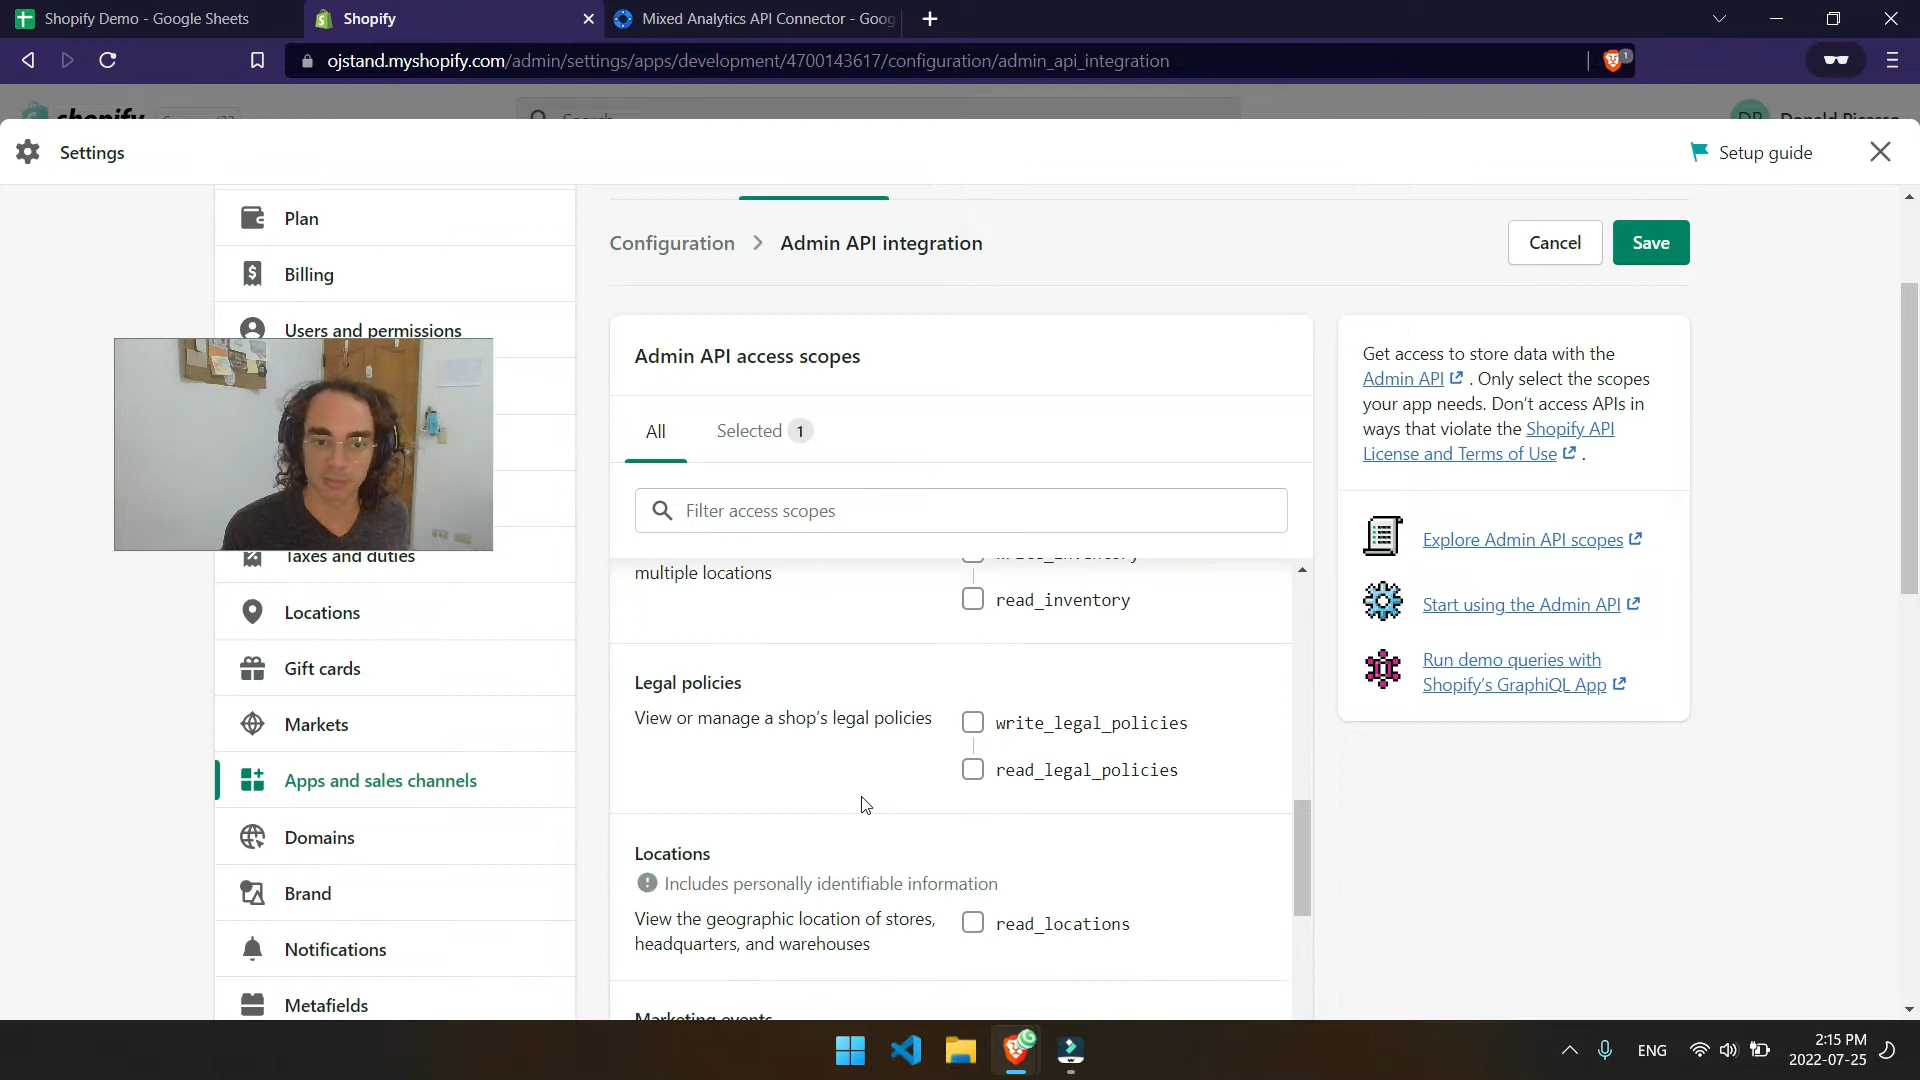 Shopify Demo - Google Sheets
Shopify
Mixed Analytics API Connector - Goog
ojstand.myshopify.com/admin/settings/apps/development/4700143617/configuration/admin_api_integration
1
shopify
Search
DP
Donald Picasso
Settings
Setup guide
Plan
Billing
Users and permissions
Taxes and duties
Locations
Gift cards
Markets
Apps and sales channels
Domains
Brand
Notifications
Metafields
Configuration
Admin API integration
Cancel
Save
Admin API access scopes
All
Selected 1
Filter access scopes
write_inventory
multiple locations
read_inventory
Legal policies
View or manage a shop's legal policies
write_legal_policies
read_legal_policies
Locations
Includes personally identifiable information
View the geographic location of stores,
headquarters, and warehouses
read_locations
Marketing events
Get access to store data with the
Admin API . Only select the scopes
your app needs. Don't access APIs in
ways that violate the Shopify API
License and Terms of Use .
Explore Admin API scopes
Start using the Admin API
Run demo queries with
Shopify's GraphiQL App
ENG
2:15 PM
2022-07-25